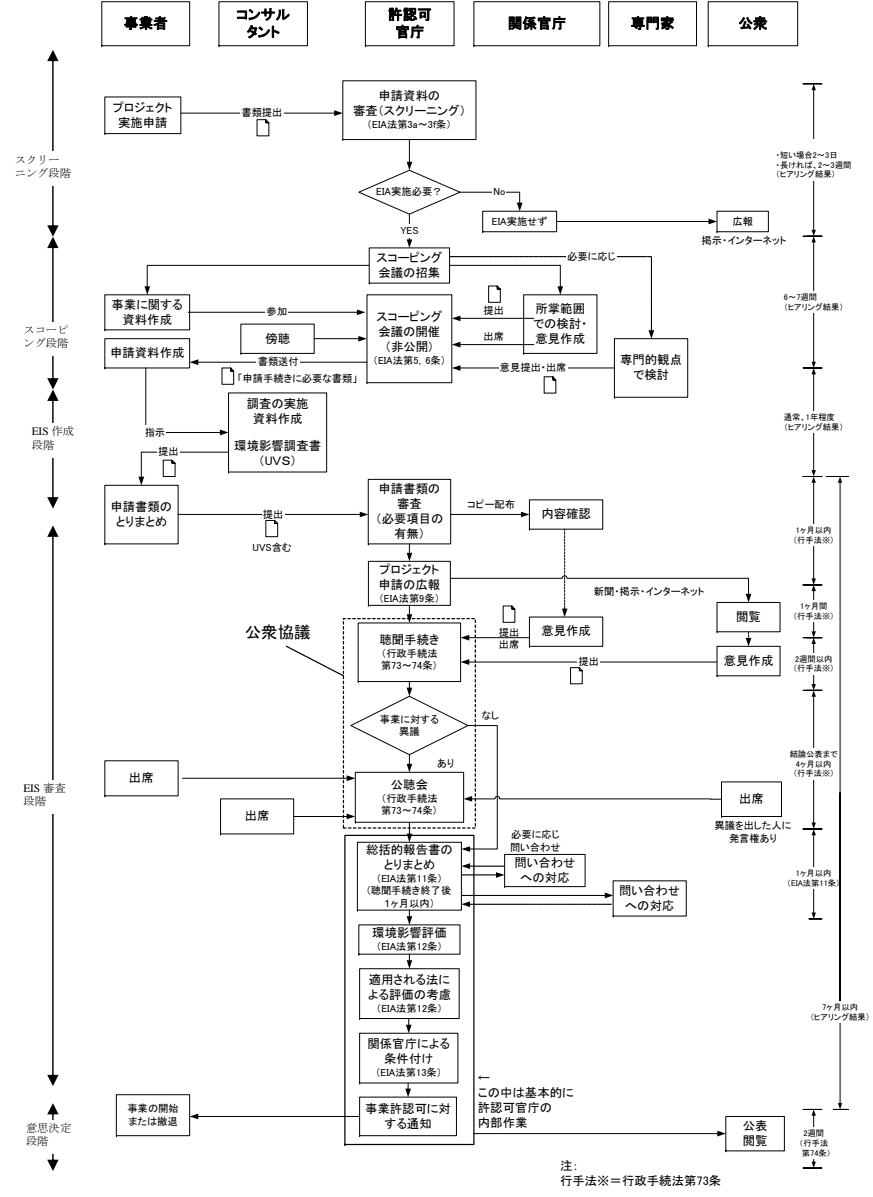 事業者
コンサル
タント
許認可
官庁
関係官庁
専門家
公衆
スクリー
ニング段階
プロジェクト
実施申請
書類提出
申請資料の
審査(スクリーニング)
(EIA法第3a～3f条)
EIA実施必要？
No
YES
EIA実施せず
広報
掲示・インターネット
・短い場合2～3日
・長ければ、2～3週間
(ヒアリング結果)
スコーピ
ング段階
スコーピング
会議の招集
必要に応じ
事業に関する
資料作成
参加
傍聴
スコーピング
会議の開催
(非公開)
(EIA法第5, 6条)
提出
出席
所掌範囲
での検討・
意見作成
申請資料作成
書類送付
「申請手続きに必要な書類」
意見提出・出席
専門的観点
で検討
6～7週間
(ヒアリング結果)
EIS 作成
段階
指示
調査の実施
資料作成
環境影響調査書
(UVS)
提出
通常、1年程度
(ヒアリング結果)
EIS 審査
段階
申請書類の
とりまとめ
提出
UVS含む
申請書類の
審査
(必要項目の
有無)
コピー配布
内容確認
1ヶ月以内
(行手法※)
プロジェクト
申請の広報
(EIA法第9条)
新聞・掲示・インターネット
閲覧
1ヶ月間
(行手法※)
公衆協議
聴聞手続き
(行政手続法
第73～74条)
提出
出席
意見作成
提出
意見作成
2週間以内
(行手法※)
事業に対する
異議
なし
あり
出席
出席
公聴会
(行政手続法
第73～74条)
出席
異議を出した人に
発言権あり
結論公表まで
4ヶ月以内
(行手法※)
総括的報告書の
とりまとめ
(EIA法第11条)
(聴聞手続き終了後
1ヶ月以内)
必要に応じ
問い合わせ
問い合わせ
への対応
問い合わせ
への対応
1ヶ月以内
(EIA法第11条)
環境影響評価
(EIA法第12条)
適用される法に
よる評価の考慮
(EIA法第12条)
関係官庁による
条件付け
(EIA法第13条)
7ヶ月以内
(ヒアリング結果)
←
この中は基本的に
許認可官庁の
内部作業
意思決定
段階
事業の開始
または撤退
事業許認可に対
する通知
公表
閲覧
2週間
(行手法
第74条)
注:
行手法※＝行政手続法第73条